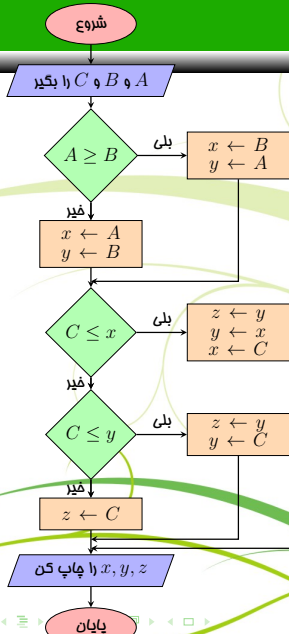 شروع
A و B و C را بگیر
A ≥ B
بلی
x ← B
y ← A
خیر
x ← A
y ← B
C ≤ x
بلی
z ← y
y ← x
x ← C
خیر
C ≤ y
بلی
z ← y
y ← C
خیر
z ← C
x, y, z را چاپ کن
پایان